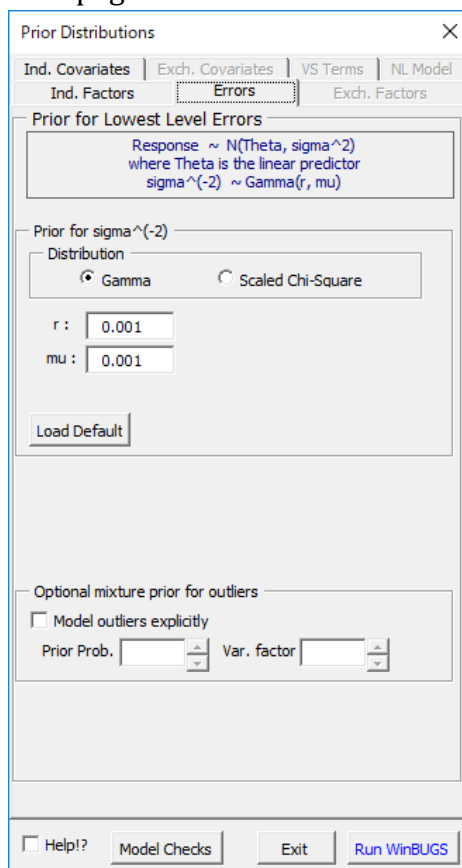 Prior Distributions
Ind. Covariates Exch. Covariates VS Terms NL Model
Ind. Factors Errors Exch. Factors
Prior for Lowest Level Errors
Response ~ N(Theta, sigma^2)
where Theta is the linear predictor
sigma^(-2) ~ Gamma(r, mu)
Prior for sigma^(-2)
Distribution
Gamma Scaled Chi-Square
r : 0.001
mu : 0.001
Load Default
Optional mixture prior for outliers
Model outliers explicitly
Prior Prob. Var. factor
Help!? Model Checks Exit Run WinBUGS